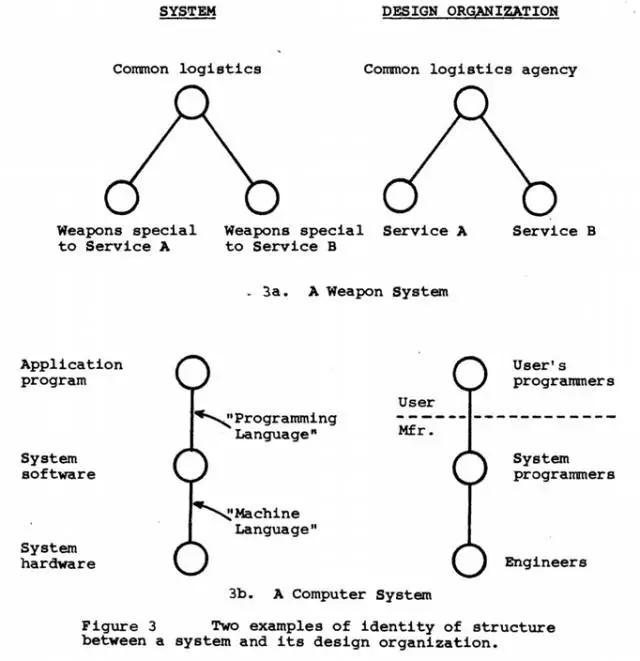 SYSTEM
DESIGN ORGANIZATION
Common logistics
Common logistics agency
Weapons special
to Service A
Weapons special
to Service B
Service A
Service B
3a. A Weapon System
Application
program
"Programming
Language"
System
software
"Machine
Language"
System
hardware
User's
programmers
User
Mfr.
System
programmers
Engineers
3b. A Computer System
Figure 3 Two examples of identity of structure
between a system and its design organization.